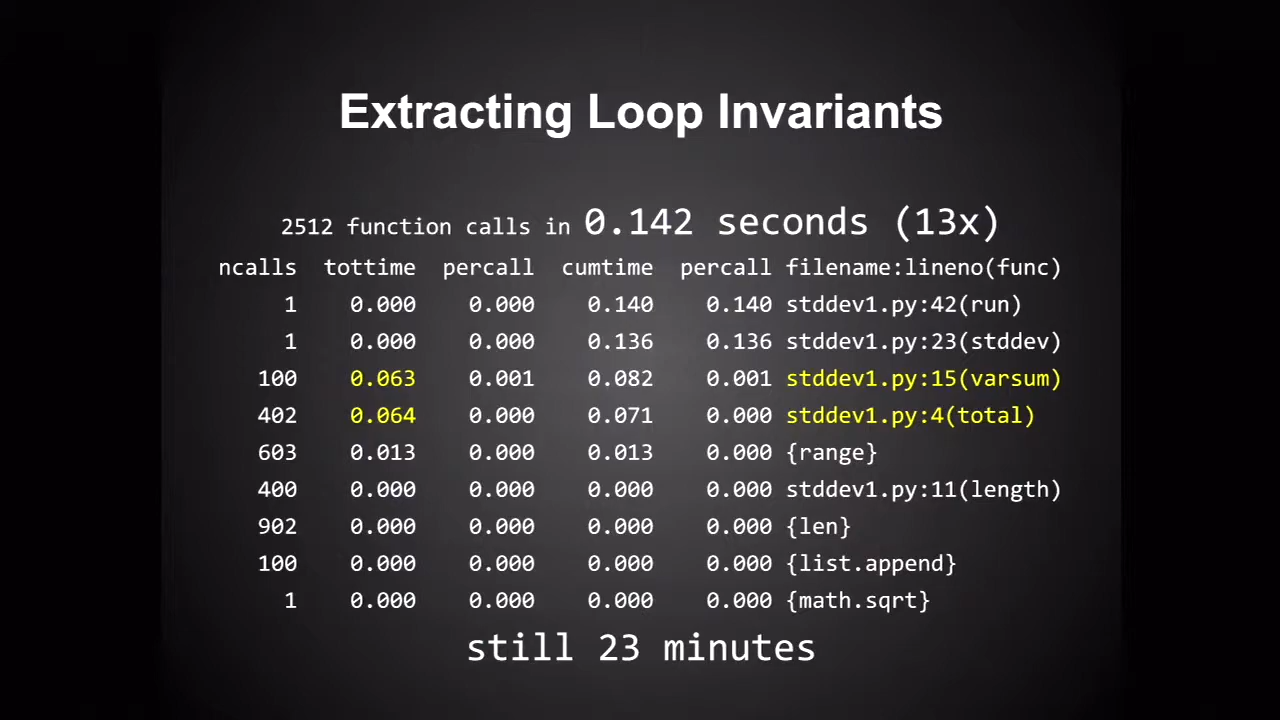 Extracting Loop Invariants
2512 function calls in 0.142 seconds (13x)
ncalls tottime percall cumtime percall filename:lineno(func)
1 0.000 0.000 0.140 0.140 stddev1.py:42(run)
1 0.000 0.000 0.136 0.136 stddev1.py:23(stddev)
100 0.063 0.001 0.082 0.001 stddev1.py:15(varsum)
402 0.064 0.000 0.071 0.000 stddev1.py:4(total)
603 0.013 0.000 0.013 0.000 {range}
400 0.000 0.000 0.000 0.000 stddev1.py:11(length)
902 0.000 0.000 0.000 0.000 {len}
100 0.000 0.000 0.000 0.000 {list.append}
1 0.000 0.000 0.000 0.000 {math.sqrt}
still 23 minutes